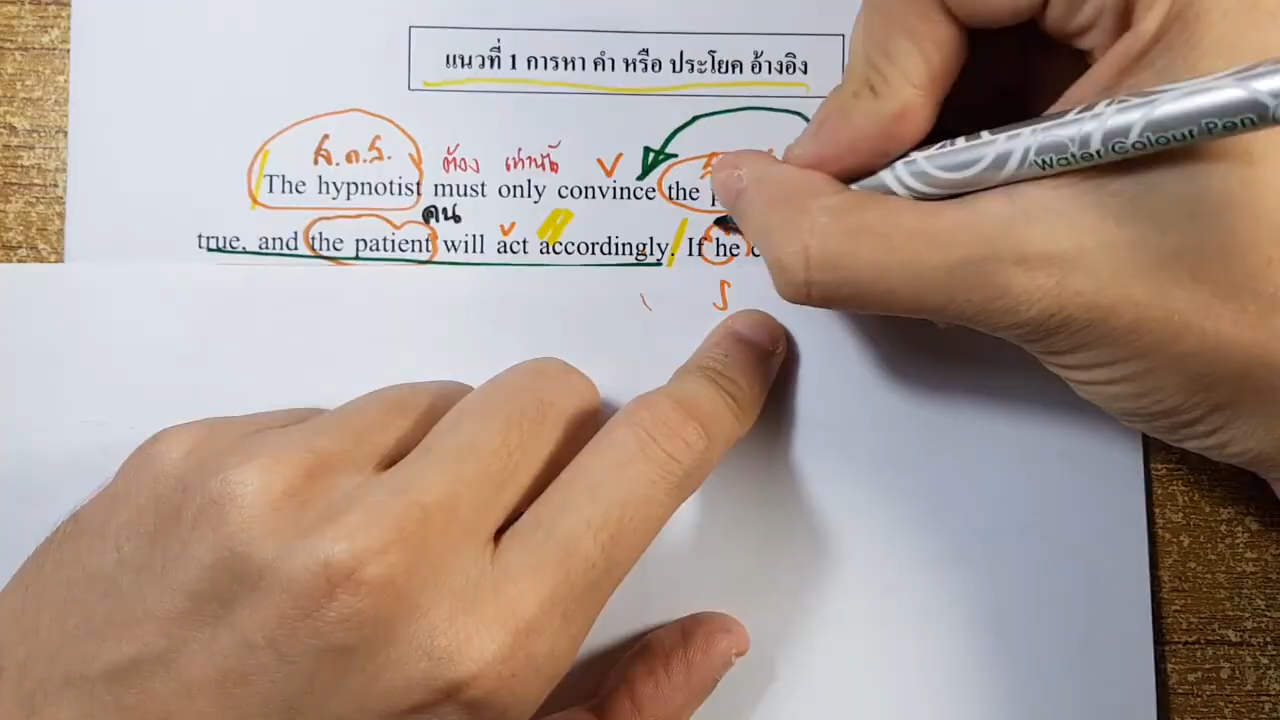 แนวที่ 1 การหา คำ หรือ ประโยค อ้างอิง
ส.ก.ริ.
ต้อง เท่านั้น
The hypnotist must only convince the
คน
true, and the patient will act accordingly. If he
Water Colour Pen